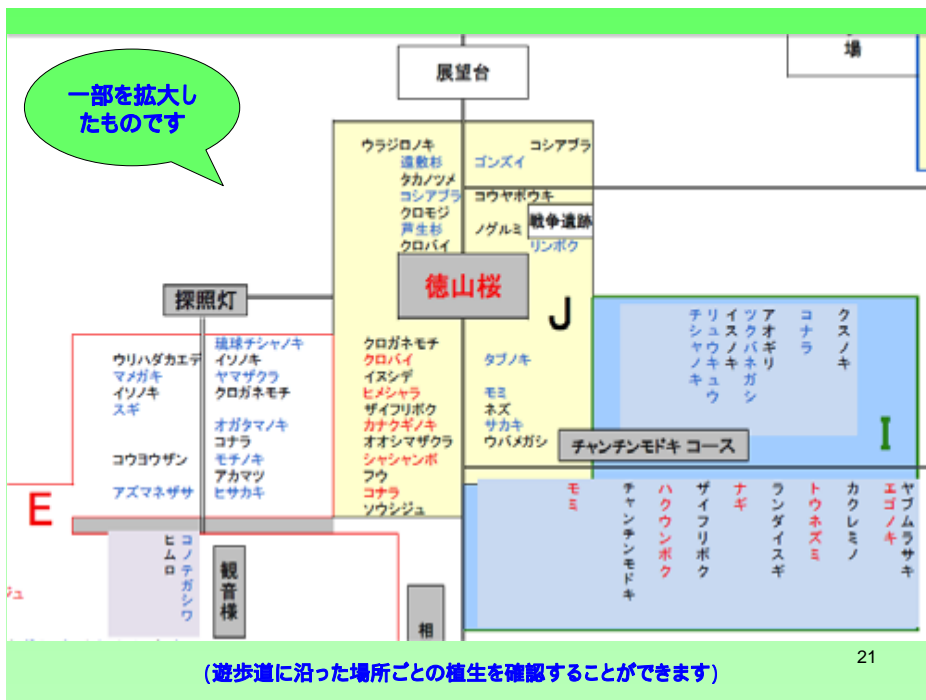 場
展望台
一部を拡大し
たものです
ウラジロノキ
遠敷杉
タカノツメ
コシアブラ
クロモジ
芦生杉
クロバイ
コシアブラ
ゴンズイ
コウヤボウキ
ノグルミ
戦争遺跡
リンボク
徳山桜
探照灯
J
クロガネモチ
クロバイ
イヌシデ
ヒメシャラ
ザイフリボク
カナクギノキ
オオシマザクラ
シャシャンボ
フウ
コナラ
ソウシジュ
タブノキ
モミ
ネズ
サカキ
ウバメガシ
ウリハダカエデ
マメガキ
イソノキ
スギ
コウヨウザン
アズマネザサ
琉球チシャノキ
イソノキ
ヤマザクラ
クロガネモチ
オガタマノキ
コナラ
モチノキ
アカマツ
ヒサカキ
E
クスノキ
コナラ
アオギリ
ツクバネガシ
イスノキ
リュウキュウ
チシャノキ
I
チャンチンモドキ コース
ヤブムラサキ
エゴノキ
カクレミノ
トウネズミ
ランダイスギ
ナギ
ザイフリボク
ハクウンボク
チャンチンモドキ
モミ
コノテガシワ
ヒムロ
観音様
相
ジュ
(遊歩道に沿った場所ごとの植生を確認することができます)
21